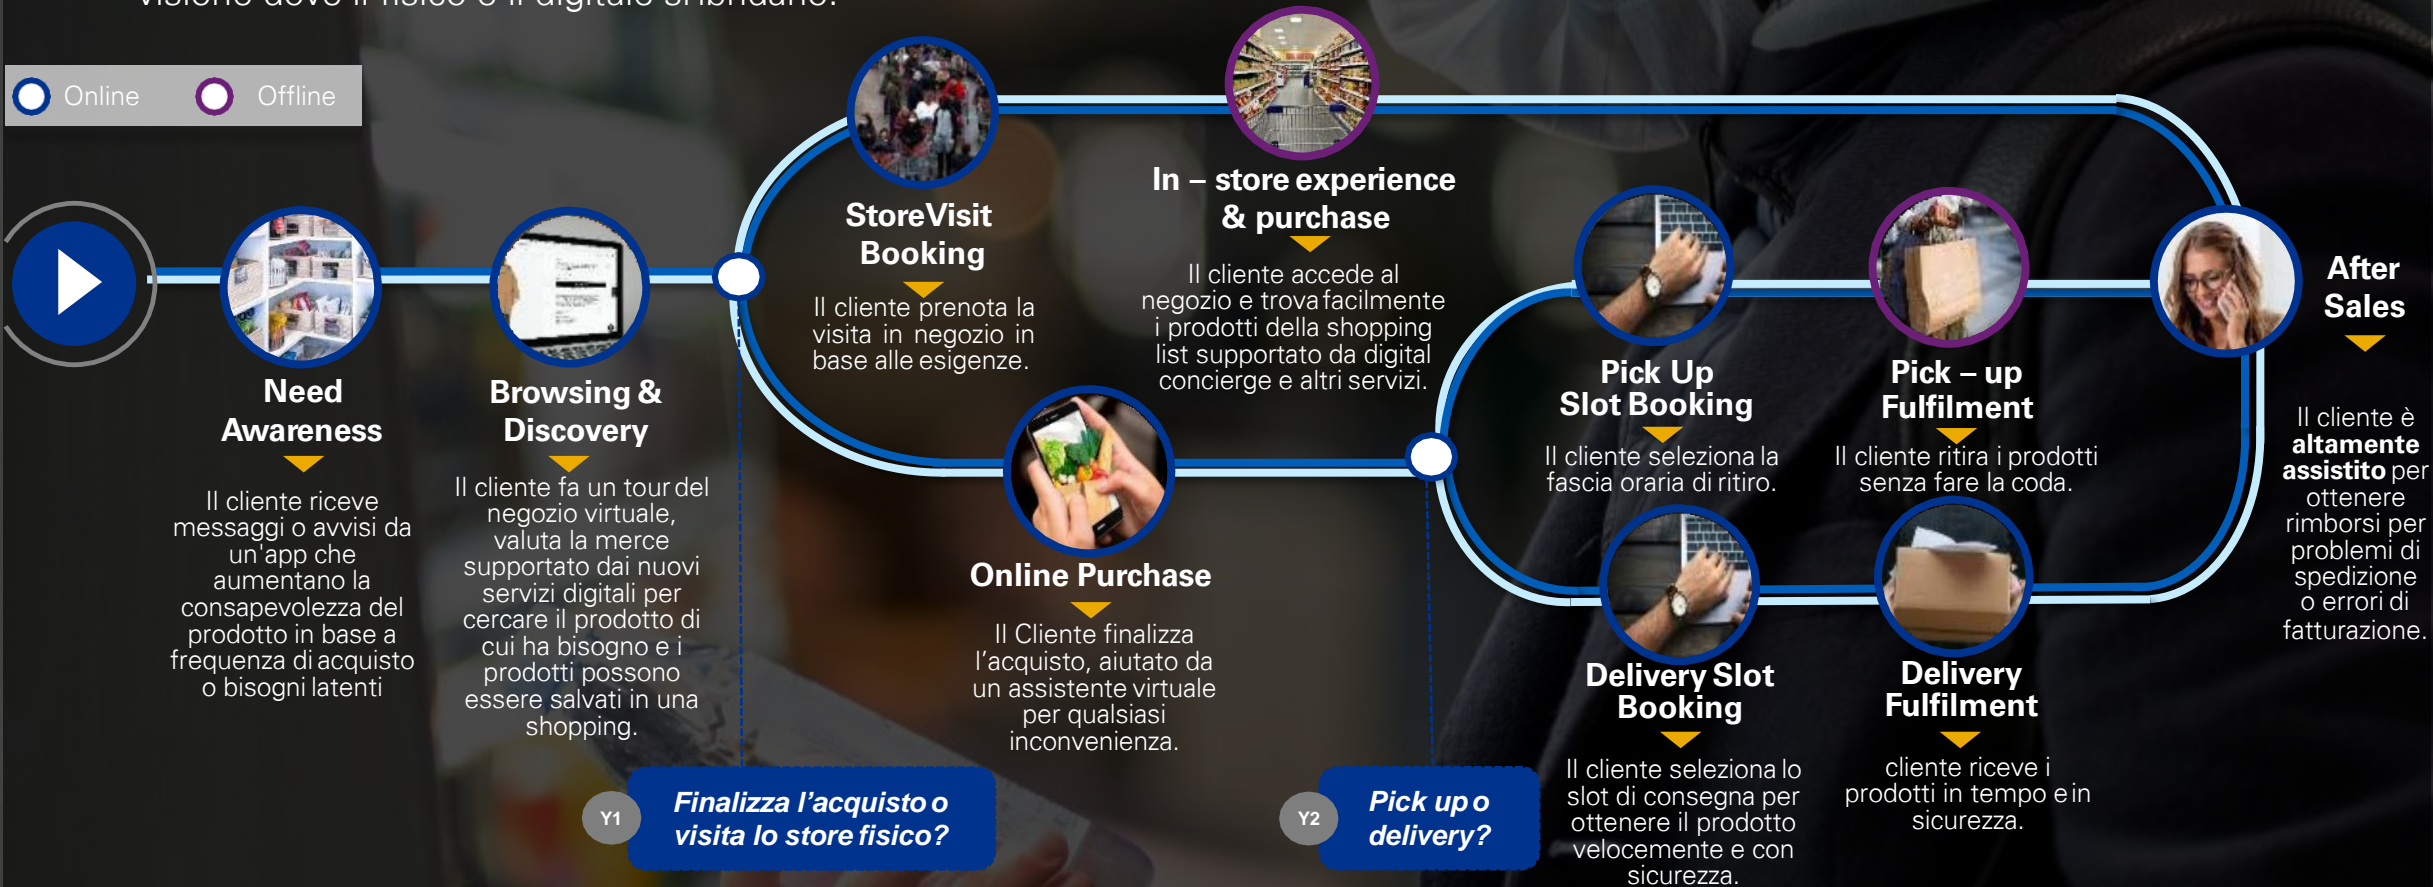 visione dove il fisico e il digitale si ibridano.
Online
Offline
Need
Awareness
Il cliente riceve
messaggi o avvisi da
un'app che
aumentano la
consapevolezza del
prodotto in base a
frequenza di acquisto
o bisogni latenti
Browsing &
Discovery
Il cliente fa un tour del
negozio virtuale,
valuta la merce
supportato dai nuovi
servizi digitali per
cercare il prodotto di
cui ha bisogno e i
prodotti possono
essere salvati in una
shopping.
Y1
Finalizza l'acquisto o
visita lo store fisico?
StoreVisit
Booking
Il cliente prenota la
visita in negozio in
base alle esigenze.
In – store experience
& purchase
Il cliente accede al
negozio e trova facilmente
i prodotti della shopping
list supportato da digital
concierge e altri servizi.
Online Purchase
Il Cliente finalizza
l'acquisto, aiutato da
un assistente virtuale
per qualsiasi
inconvenienza.
Y2
Pick up o
delivery?
Pick Up
Slot Booking
Il cliente seleziona la
fascia oraria di ritiro.
Pick – up
Fulfilment
Il cliente ritira i prodotti
senza fare la coda.
Delivery Slot
Booking
Il cliente seleziona lo
slot di consegna per
ottenere il prodotto
velocemente e con
sicurezza.
Delivery
Fulfilment
cliente riceve i
prodotti in tempo e in
sicurezza.
After
Sales
Il cliente è
altamente
assistito per
ottenere
rimborsi per
problemi di
spedizione
o errori di
fatturazione.